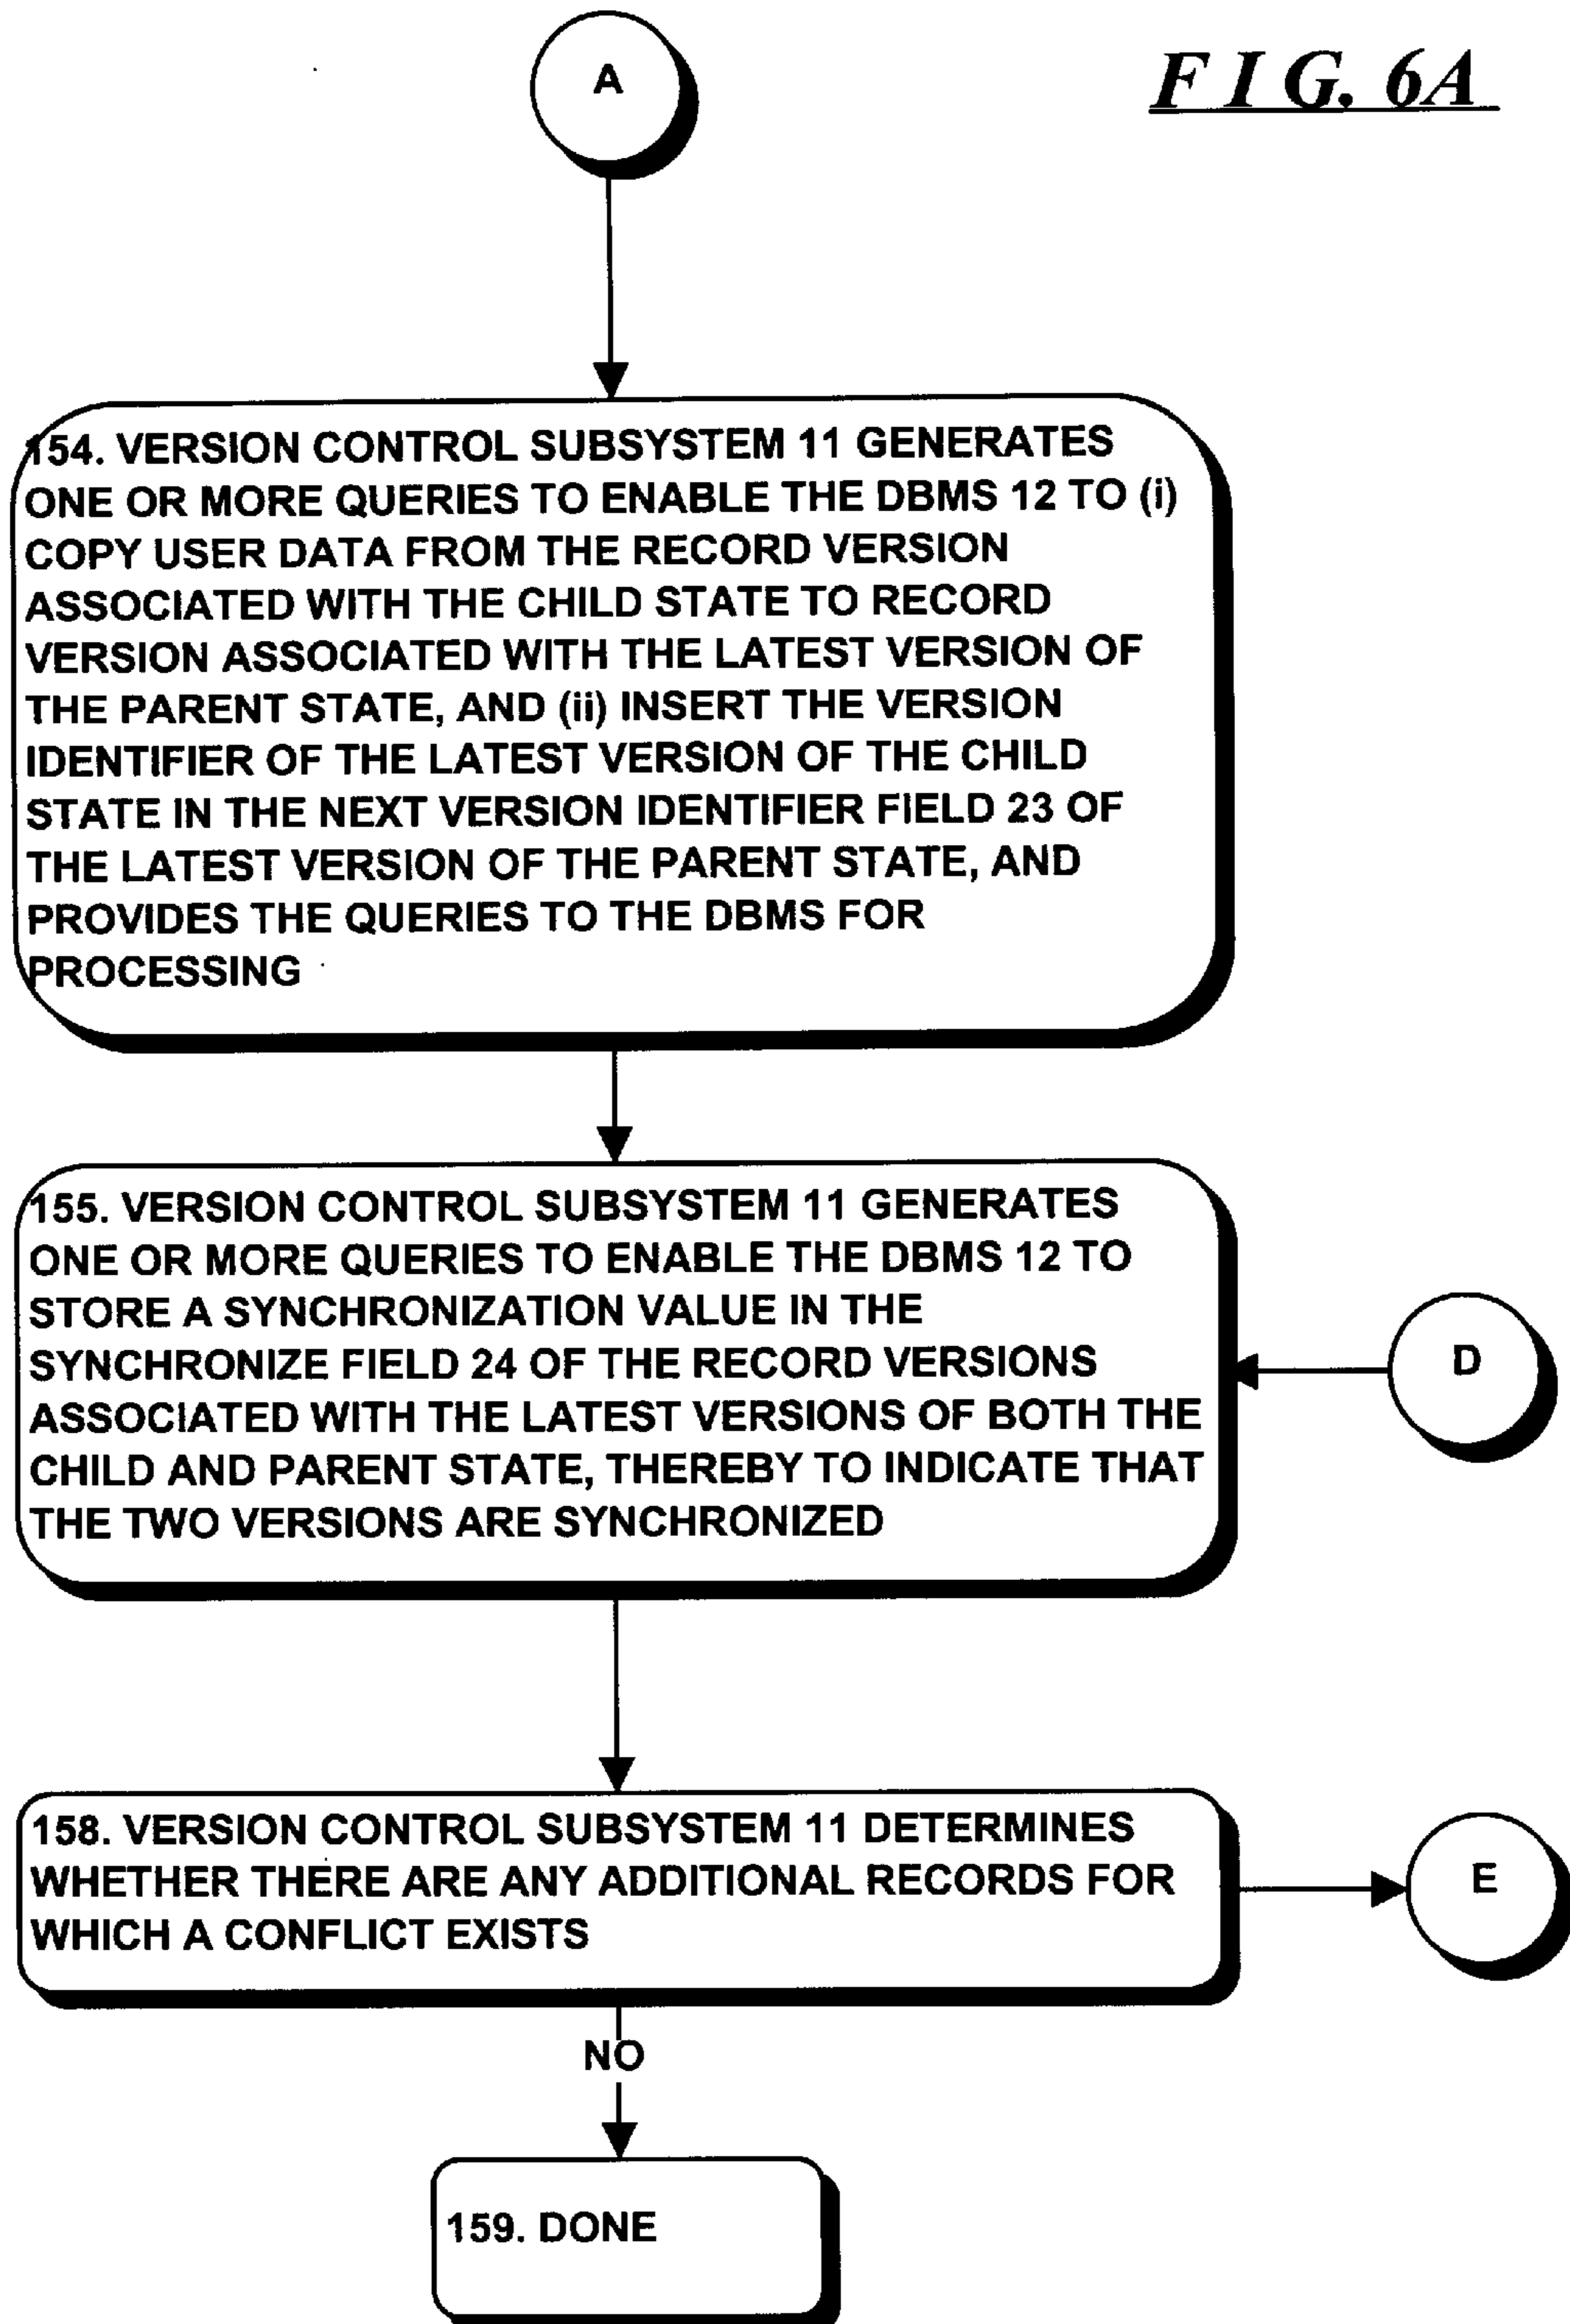 A
F I G. 6A
154. VERSION CONTROL SUBSYSTEM 11 GENERATES
ONE OR MORE QUERIES TO ENABLE THE DBMS 12 TO (i)
COPY USER DATA FROM THE RECORD VERSION
ASSOCIATED WITH THE CHILD STATE TO RECORD
VERSION ASSOCIATED WITH THE LATEST VERSION OF
THE PARENT STATE, AND (ii) INSERT THE VERSION
IDENTIFIER OF THE LATEST VERSION OF THE CHILD
STATE IN THE NEXT VERSION IDENTIFIER FIELD 23 OF
THE LATEST VERSION OF THE PARENT STATE, AND
PROVIDES THE QUERIES TO THE DBMS FOR
PROCESSING
155. VERSION CONTROL SUBSYSTEM 11 GENERATES
ONE OR MORE QUERIES TO ENABLE THE DBMS 12 TO
STORE A SYNCHRONIZATION VALUE IN THE
SYNCHRONIZE FIELD 24 OF THE RECORD VERSIONS
ASSOCIATED WITH THE LATEST VERSIONS OF BOTH THE
CHILD AND PARENT STATE, THEREBY TO INDICATE THAT
THE TWO VERSIONS ARE SYNCHRONIZED
D
158. VERSION CONTROL SUBSYSTEM 11 DETERMINES
WHETHER THERE ARE ANY ADDITIONAL RECORDS FOR
WHICH A CONFLICT EXISTS
E
NO
159. DONE